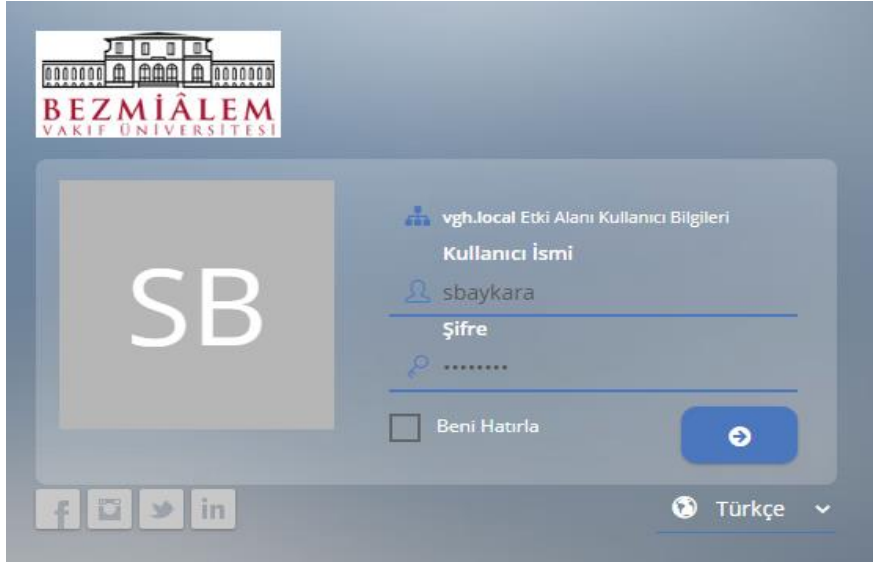 BEZMİÂLEM
VAKIF ÜNİVERSİTESİ
SB
vgh.local Etki Alanı Kullanıcı Bilgileri
Kullanıcı İsmi
sbaykara
Şifre
••••••••
Beni Hatırla
Türkçe